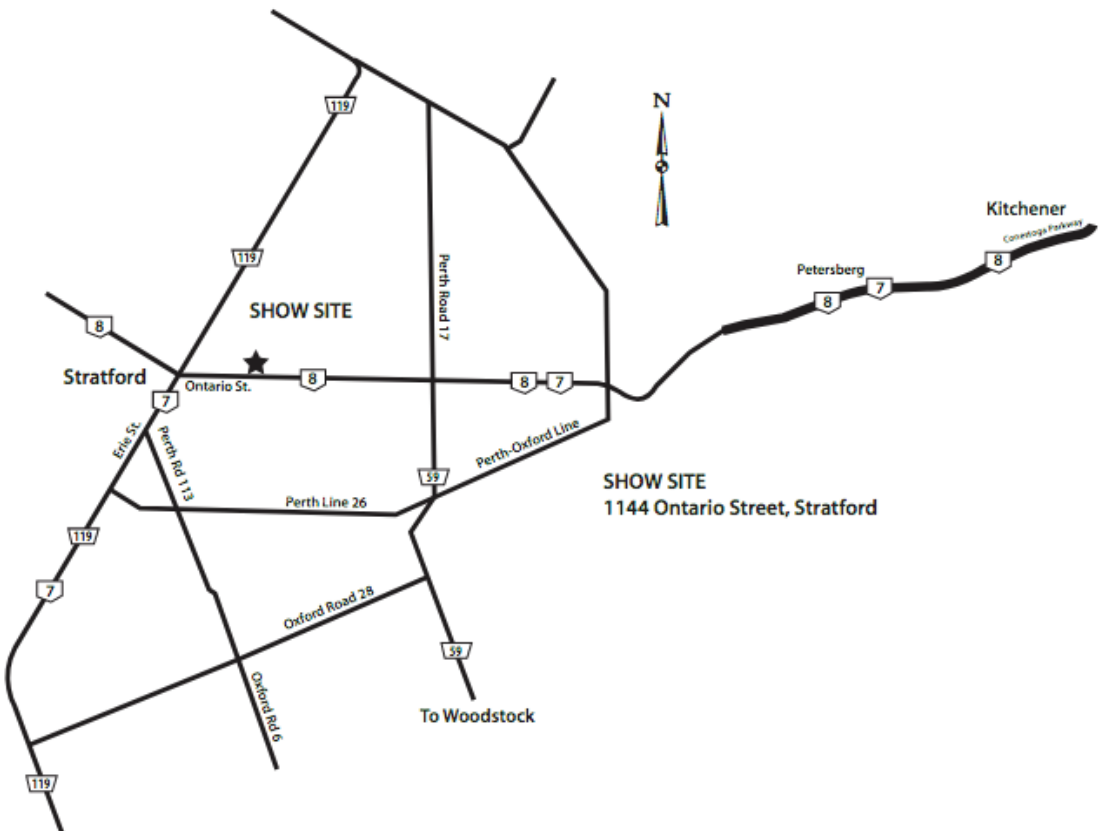 N
119
Kitchener
Conestoga Parkway
8
119
Petersberg
7
8
Perth Road 17
SHOW SITE
8
Stratford
Ontario St.
8
8
7
7
Erie St.
Perth Rd 113
Perth-Oxford Line
59
SHOW SITE
1144 Ontario Street, Stratford
Perth Line 26
119
7
Oxford Road 28
59
Oxford Rd 6
To Woodstock
119